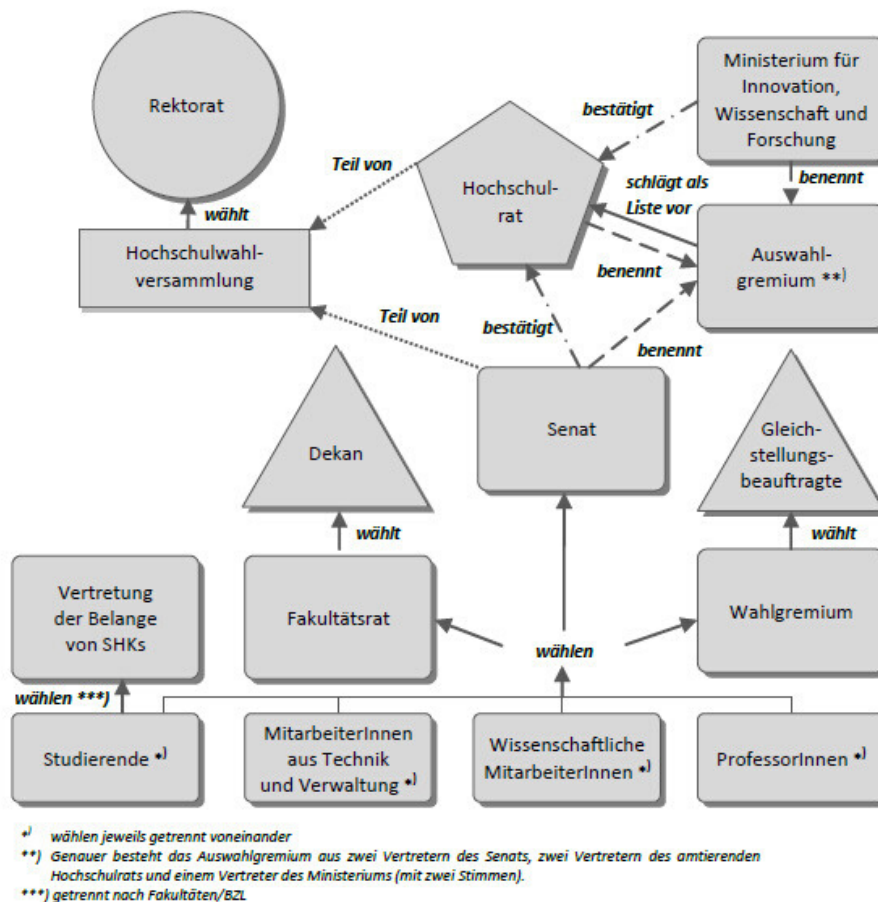 Rektorat
Ministerium für
Innovation,
Wissenschaft und
Forschung
bestätigt
Teil von
Hochschul-
rat
schlägt als
Liste vor
benennt
wählt
Hochschulwahl-
versammlung
Auswahl-
gremium **)
benennt
Teil von
bestätigt
benennt
Dekan
Senat
Gleich-
stellungs-
beauftragte
wählt
wählt
Vertretung
der Belange
von SHKs
Fakultätsrat
Wahlgremium
wählen
wählen ***)
Studierende *)
MitarbeiterInnen
aus Technik
und Verwaltung *)
Wissenschaftliche
MitarbeiterInnen *)
ProfessorInnen *)
*) wählen jeweils getrennt voneinander
**) Genauer besteht das Auswahlgremium aus zwei Vertretern des Senats, zwei Vertretern des amtierenden
Hochschulrats und einem Vertreter des Ministeriums (mit zwei Stimmen).
***) getrennt nach Fakultäten/BZL